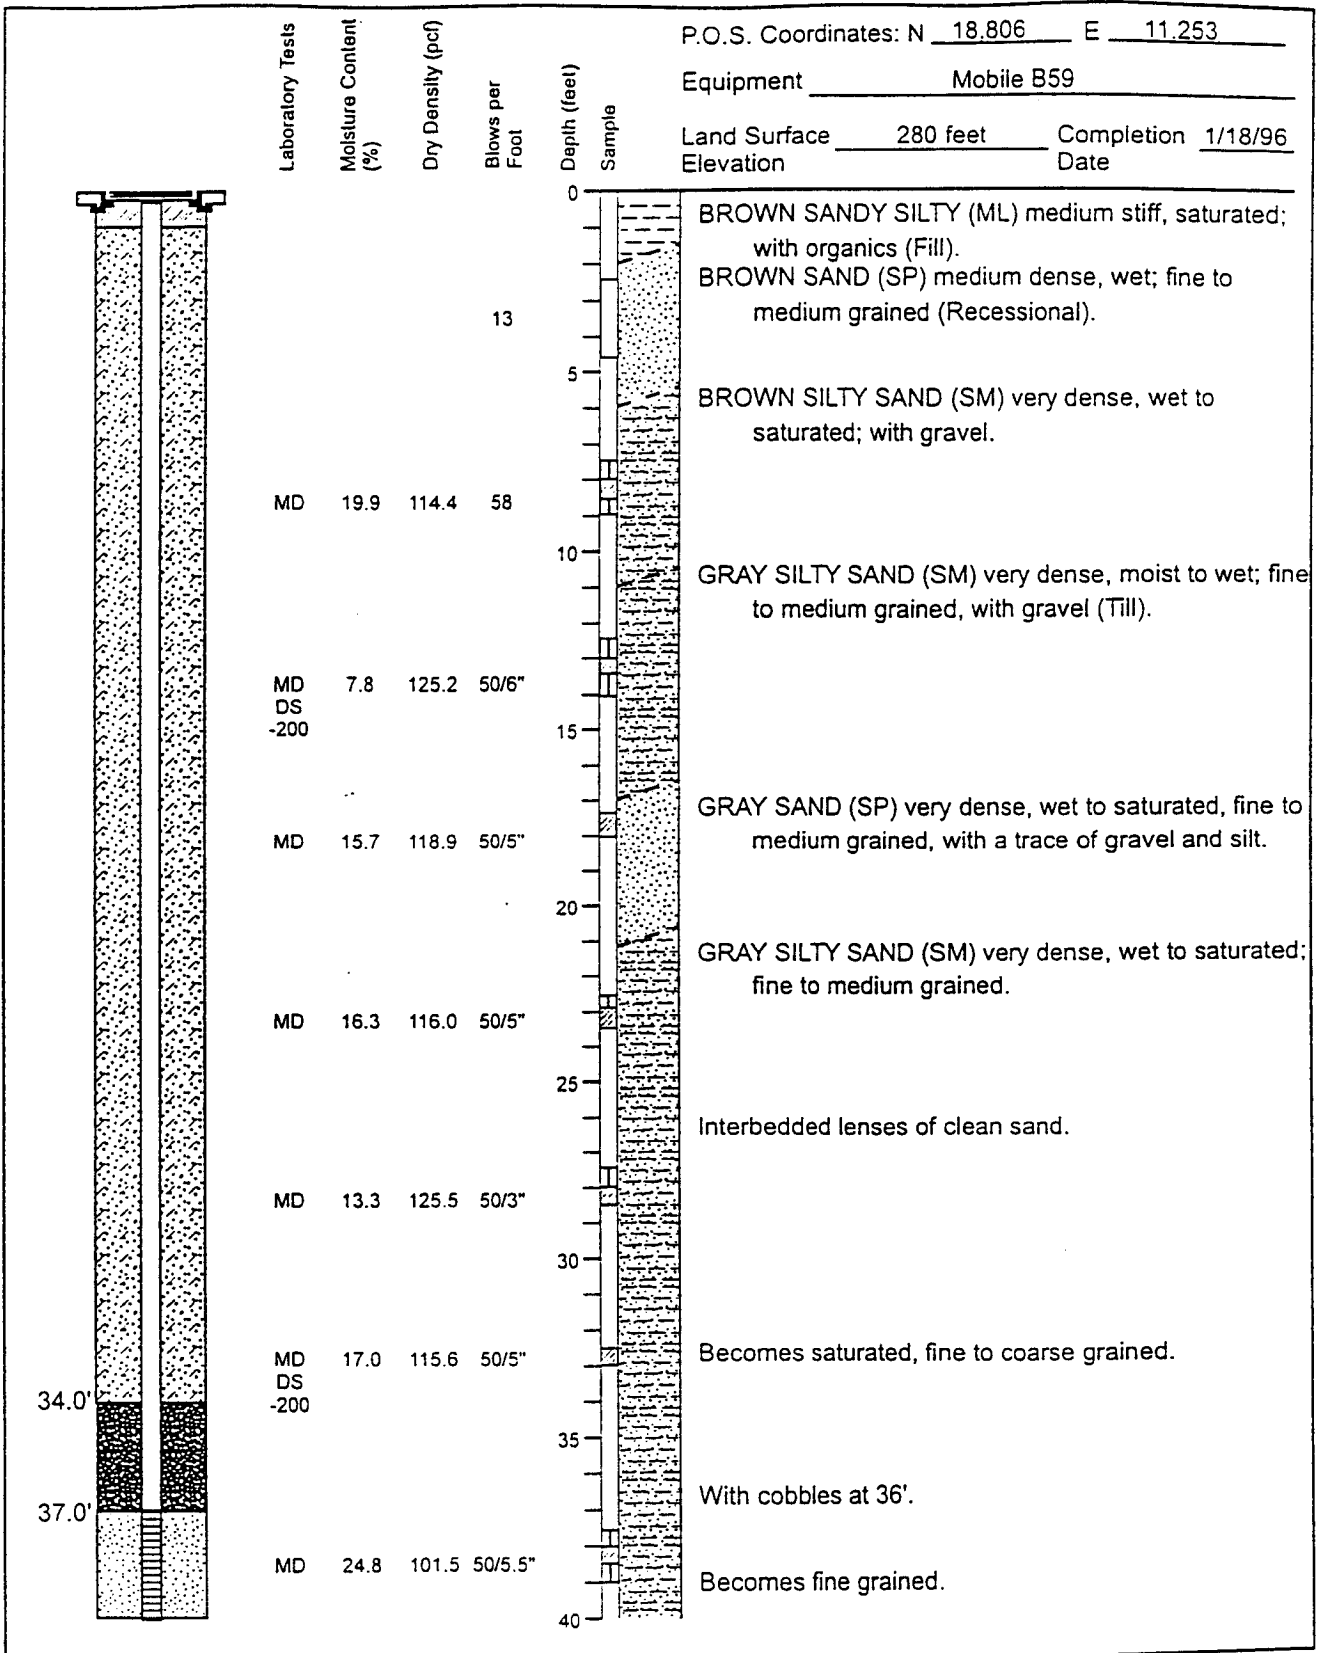 P.O.S. Coordinates: N 18.806 E 11.253
Equipment Mobile B59
Land Surface Elevation 280 feet Completion Date 1/18/96
Laboratory Tests
Moisture Content (%)
Dry Density (pcf)
Blows per Foot
Depth (feet)
Sample
0
BROWN SANDY SILTY (ML) medium stiff, saturated;
with organics (Fill).
BROWN SAND (SP) medium dense, wet; fine to
medium grained (Recessional).
13
5
BROWN SILTY SAND (SM) very dense, wet to
saturated; with gravel.
MD 19.9 114.4 58
10
GRAY SILTY SAND (SM) very dense, moist to wet; fine
to medium grained, with gravel (Till).
MD 7.8 125.2 50/6"
DS
-200
15
GRAY SAND (SP) very dense, wet to saturated, fine to
medium grained, with a trace of gravel and silt.
MD 15.7 118.9 50/5"
20
GRAY SILTY SAND (SM) very dense, wet to saturated;
fine to medium grained.
MD 16.3 116.0 50/5"
25
Interbedded lenses of clean sand.
MD 13.3 125.5 50/3"
30
Becomes saturated, fine to coarse grained.
MD 17.0 115.6 50/5"
DS
-200
34.0'
35
With cobbles at 36'.
37.0'
MD 24.8 101.5 50/5.5"
Becomes fine grained.
40